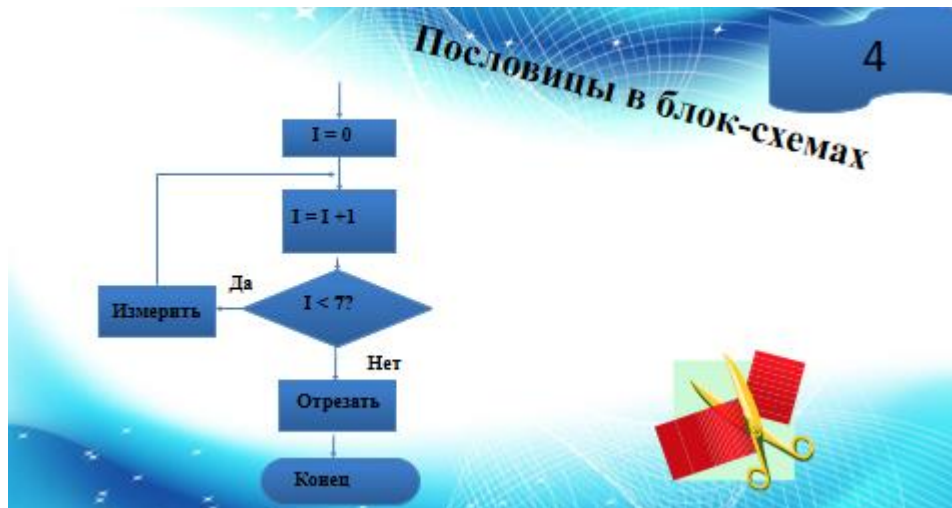 Пословицы в блок-схемах
4
I = 0
I = I +1
Да
I < 7?
Измерить
Нет
Отрезать
Конец